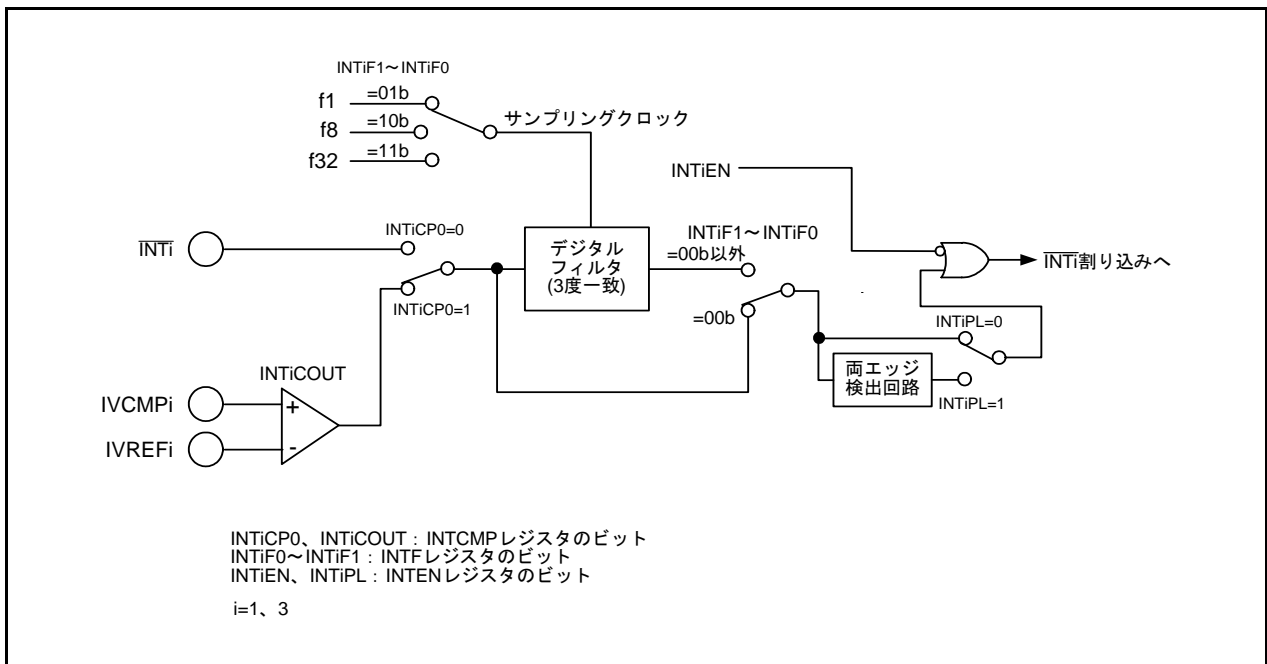 INTiF1～INTiF0
f1
=01b
f8
=10b
f32
=11b
サンプリングクロック
INTiEN
INTi
INTiCP0=0
INTiCP1=1
デジタル
フィルタ
(3度一致)
INTiF1～INTiF0
=00b以外
=00b
INTi割り込みへ
INTiPL=0
両エッジ
検出回路
INTiPL=1
INTiCOUT
IVCMPi
+
IVREFi
-
INTiCP0、INTiCOUT：INTCMPレジスタのビット
INTiF0～INTiF1：INTFレジスタのビット
INTiEN、INTiPL：INTENレジスタのビット
i=1、3